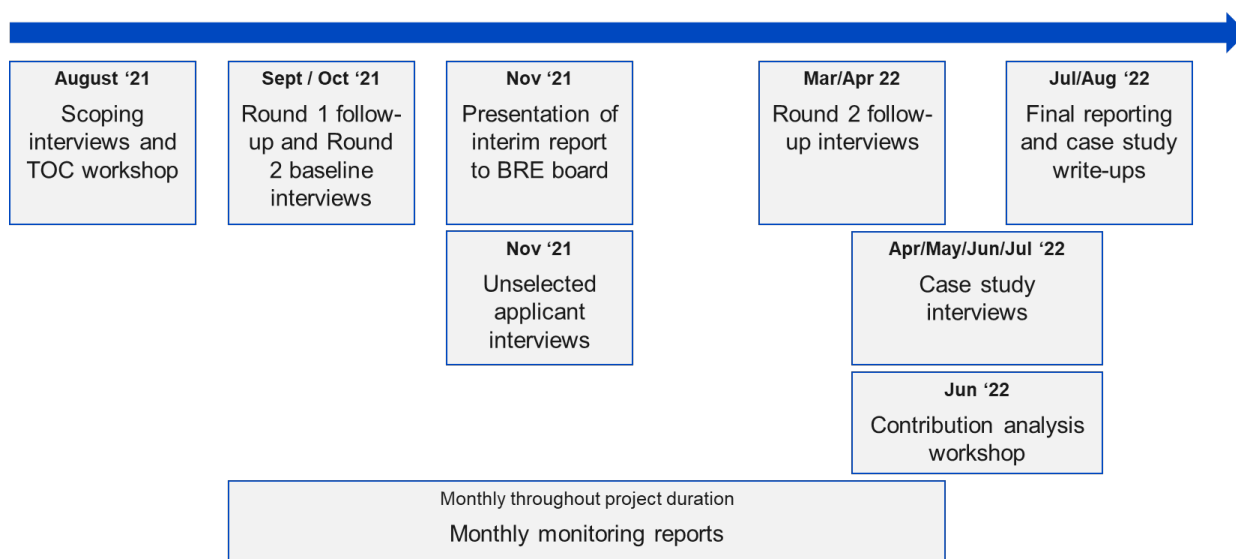 August ‘21
Scoping
interviews and
TOC workshop
Sept / Oct ‘21
Round 1 follow-
up and Round
2 baseline
interviews
Nov ‘21
Presentation of
interim report
to BRE board
Nov ‘21
Unselected
applicant
interviews
Mar/Apr 22
Round 2 follow-
up interviews
Jul/Aug ‘22
Final reporting
and case study
write-ups
Apr/May/Jun/Jul ‘22
Case study
interviews
Jun ‘22
Contribution analysis
workshop
Monthly throughout project duration
Monthly monitoring reports